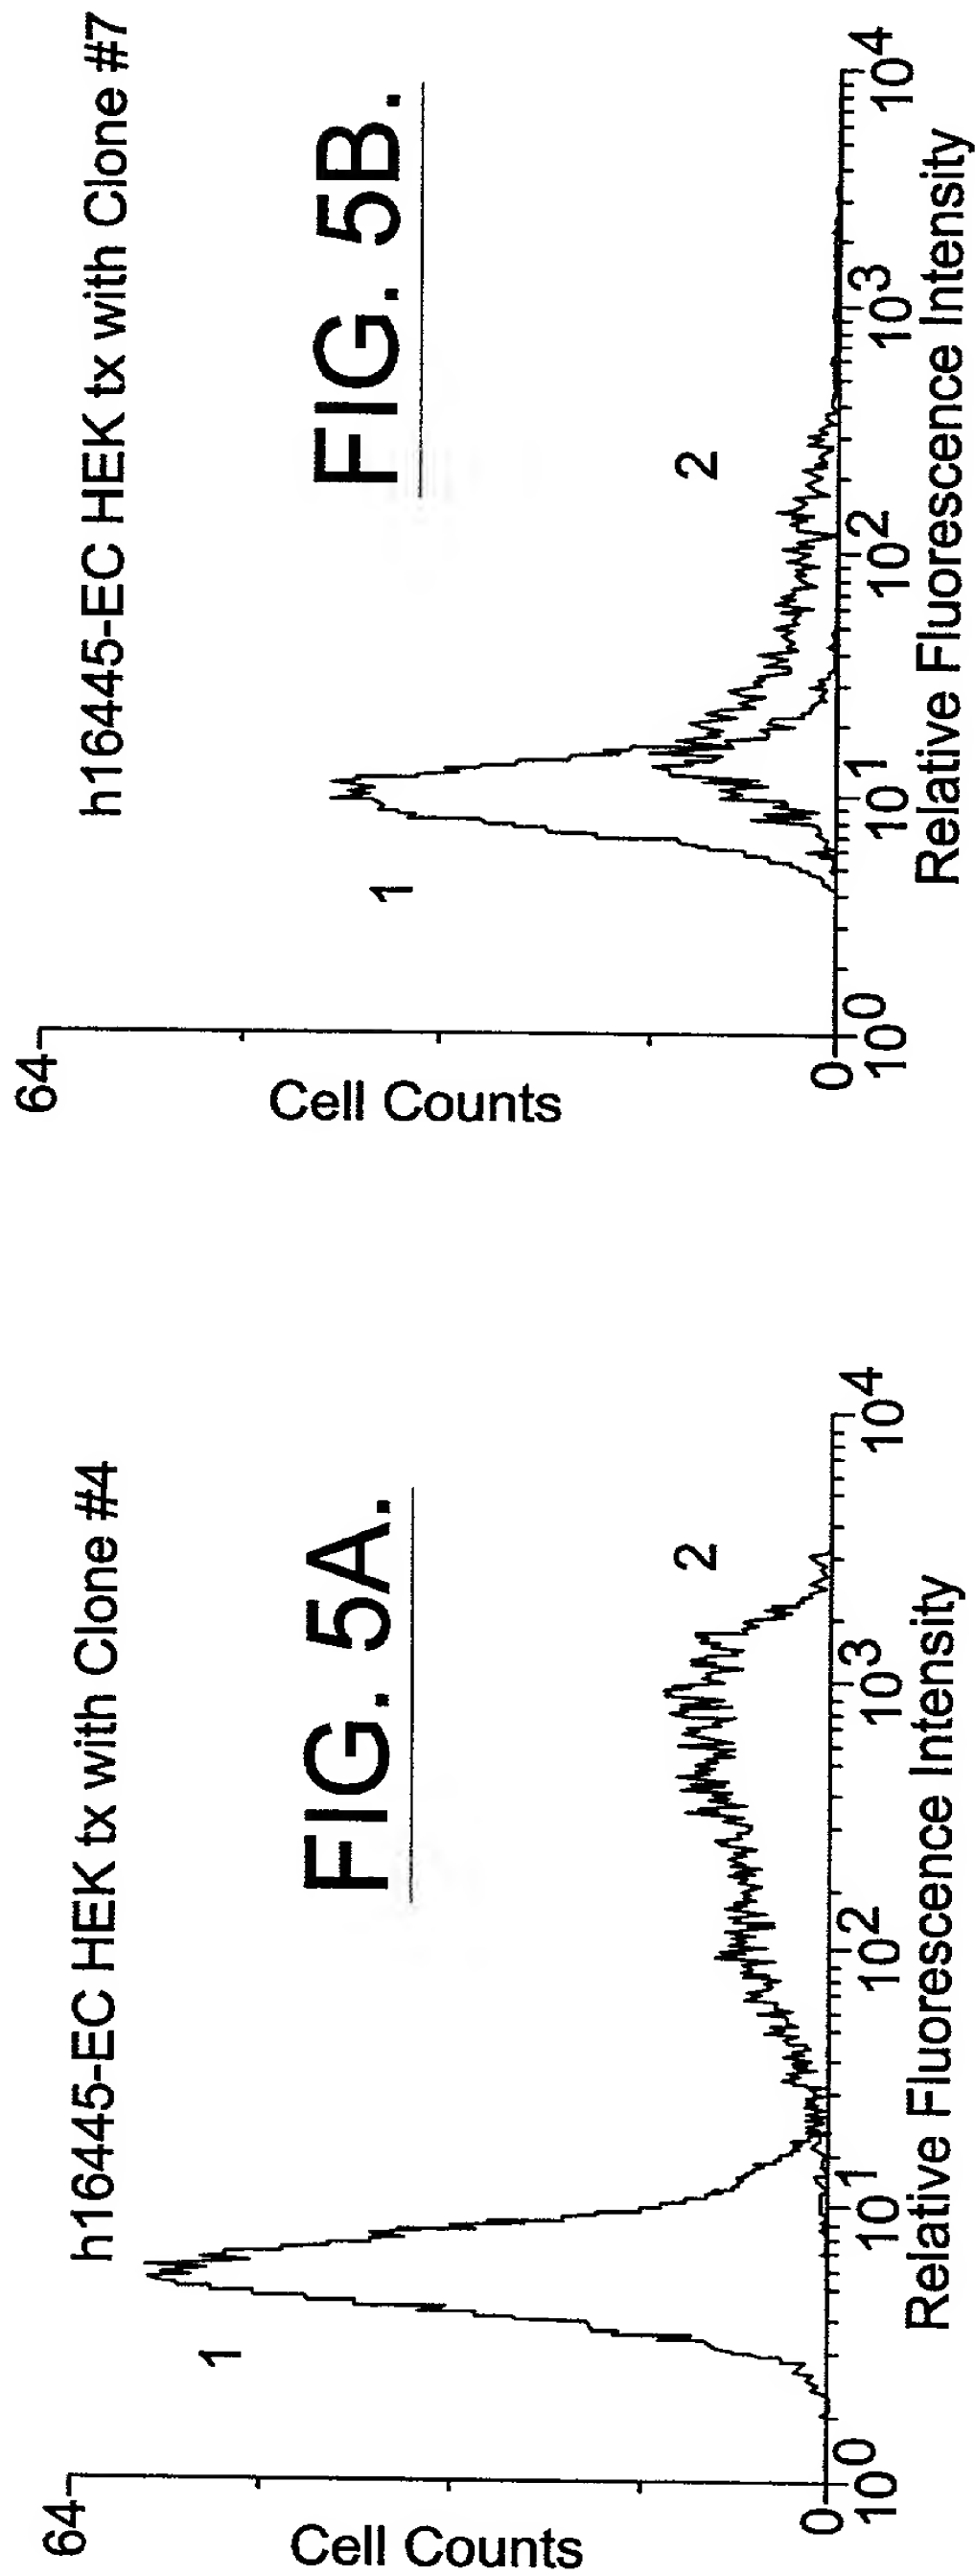 h16445-EC HEK tx with Clone #4
FIG. 5A.
64
Cell Counts
0
1
2
10^0
10^1
10^2
10^3
10^4
Relative Fluorescence Intensity
h16445-EC HEK tx with Clone #7
FIG. 5B.
64
Cell Counts
0
1
2
10^0
10^1
10^2
10^3
10^4
Relative Fluorescence Intensity